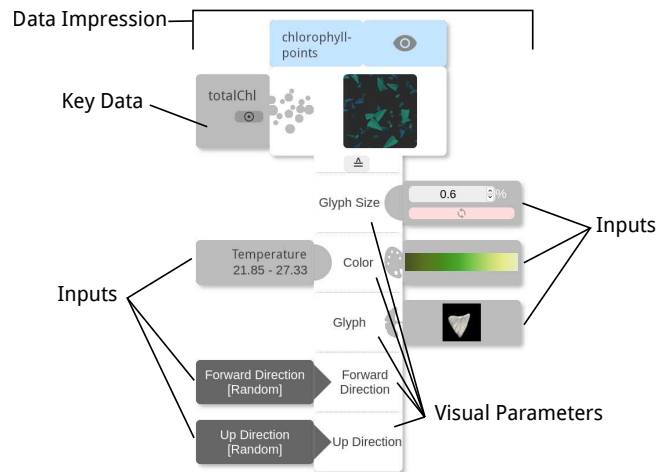 Data Impression
chlorophyll-
points
Key Data
totalChl
Glyph Size
0.6
%
Inputs
Temperature
21.85 - 27.33
Color
Inputs
Glyph
Forward Direction
[Random]
Forward
Direction
Visual Parameters
Up Direction
[Random]
Up Direction